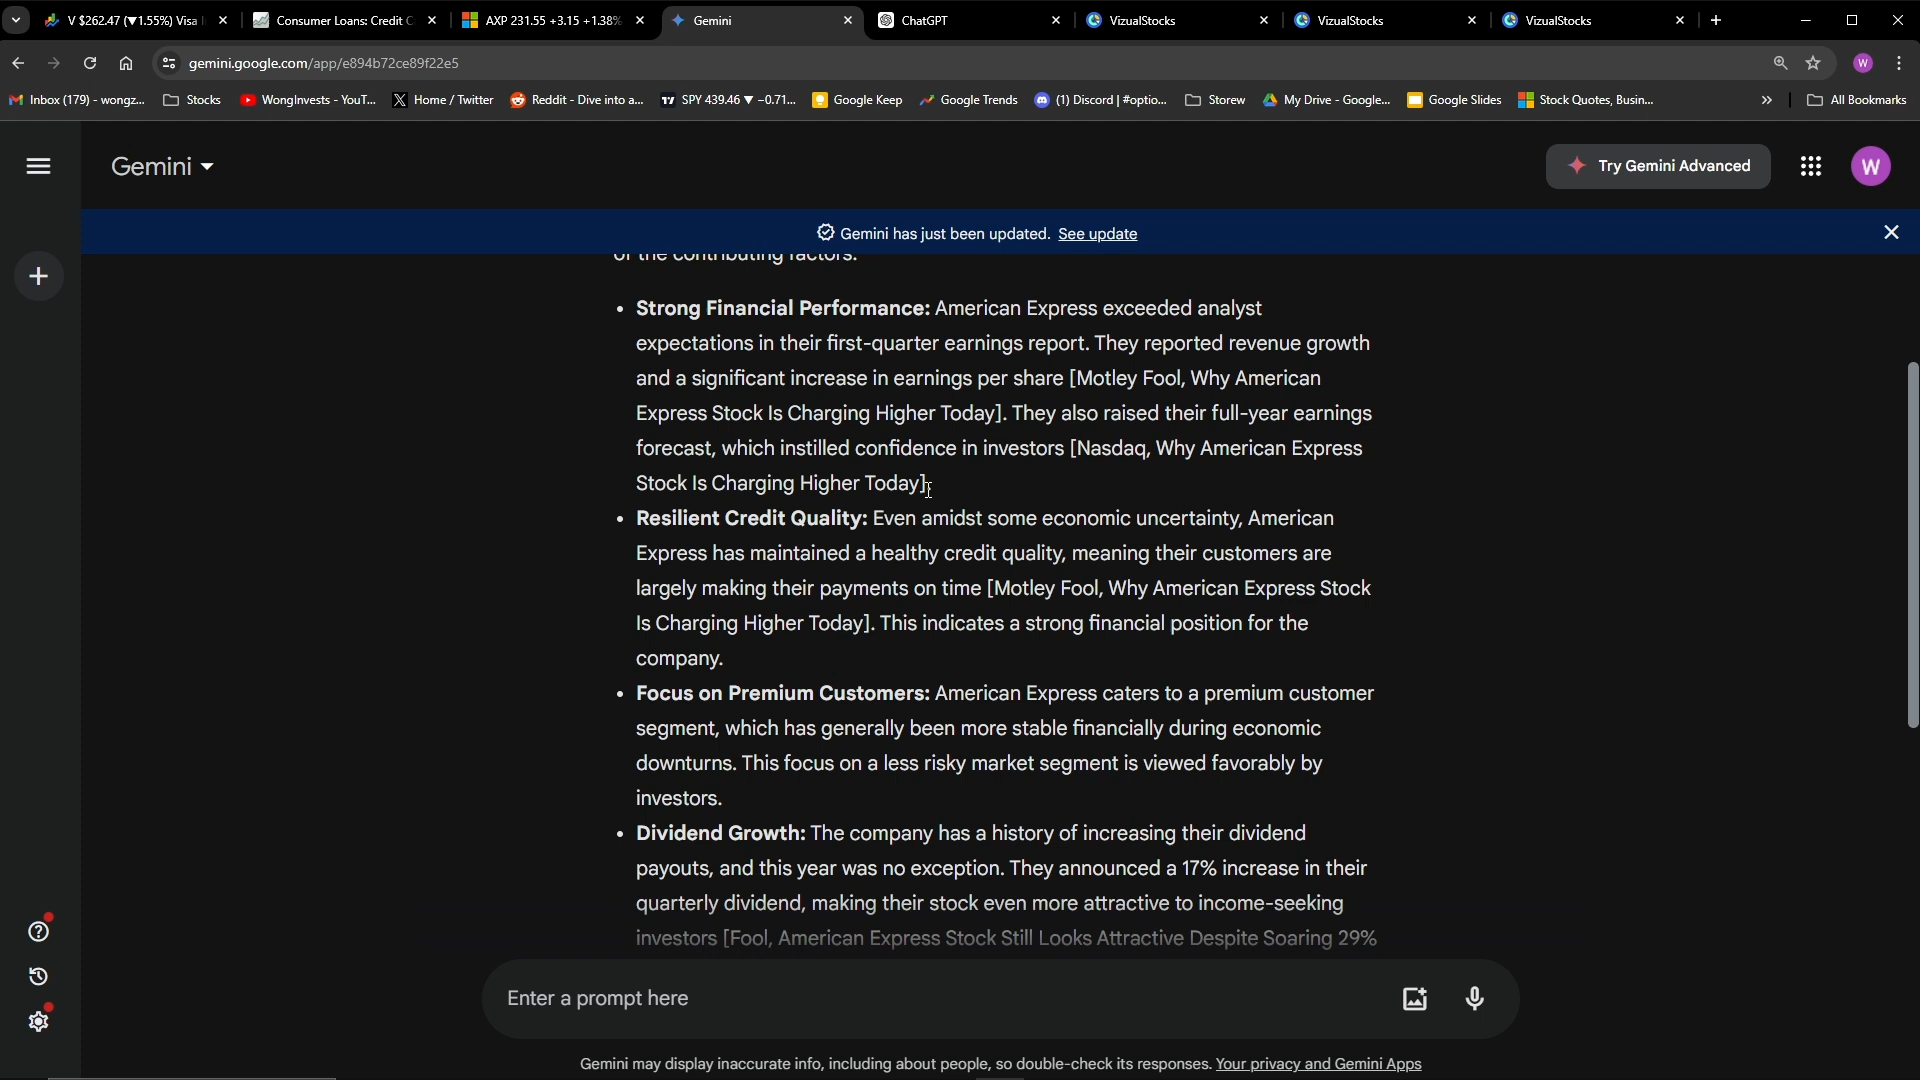 V $262.47 (▼1.55%) Visa
Consumer Loans: Credit C
AXP 231.55 +3.15 +1.38%
Gemini
ChatGPT
VizualStocks
VizualStocks
VizualStocks
gemini.google.com/app/e894b72ce89f22e5
W
Inbox (179) - wongz...
Stocks
WongInvests - YouT...
Home / Twitter
Reddit - Dive into a...
SPY 439.46 ▼ −0.71...
Google Keep
Google Trends
(1) Discord | #optio...
Storew
My Drive - Google...
Google Slides
Stock Quotes, Busin...
»
All Bookmarks
Gemini
Try Gemini Advanced
W
Gemini has just been updated. See update
of the contributing factors.
• Strong Financial Performance: American Express exceeded analyst
expectations in their first-quarter earnings report. They reported revenue growth
and a significant increase in earnings per share [Motley Fool, Why American
Express Stock Is Charging Higher Today]. They also raised their full-year earnings
forecast, which instilled confidence in investors [Nasdaq, Why American Express
Stock Is Charging Higher Today].
• Resilient Credit Quality: Even amidst some economic uncertainty, American
Express has maintained a healthy credit quality, meaning their customers are
largely making their payments on time [Motley Fool, Why American Express Stock
Is Charging Higher Today]. This indicates a strong financial position for the
company.
• Focus on Premium Customers: American Express caters to a premium customer
segment, which has generally been more stable financially during economic
downturns. This focus on a less risky market segment is viewed favorably by
investors.
• Dividend Growth: The company has a history of increasing their dividend
payouts, and this year was no exception. They announced a 17% increase in their
quarterly dividend, making their stock even more attractive to income-seeking
investors [Fool, American Express Stock Still Looks Attractive Despite Soaring 29%
Enter a prompt here
Gemini may display inaccurate info, including about people, so double-check its responses. Your privacy and Gemini Apps